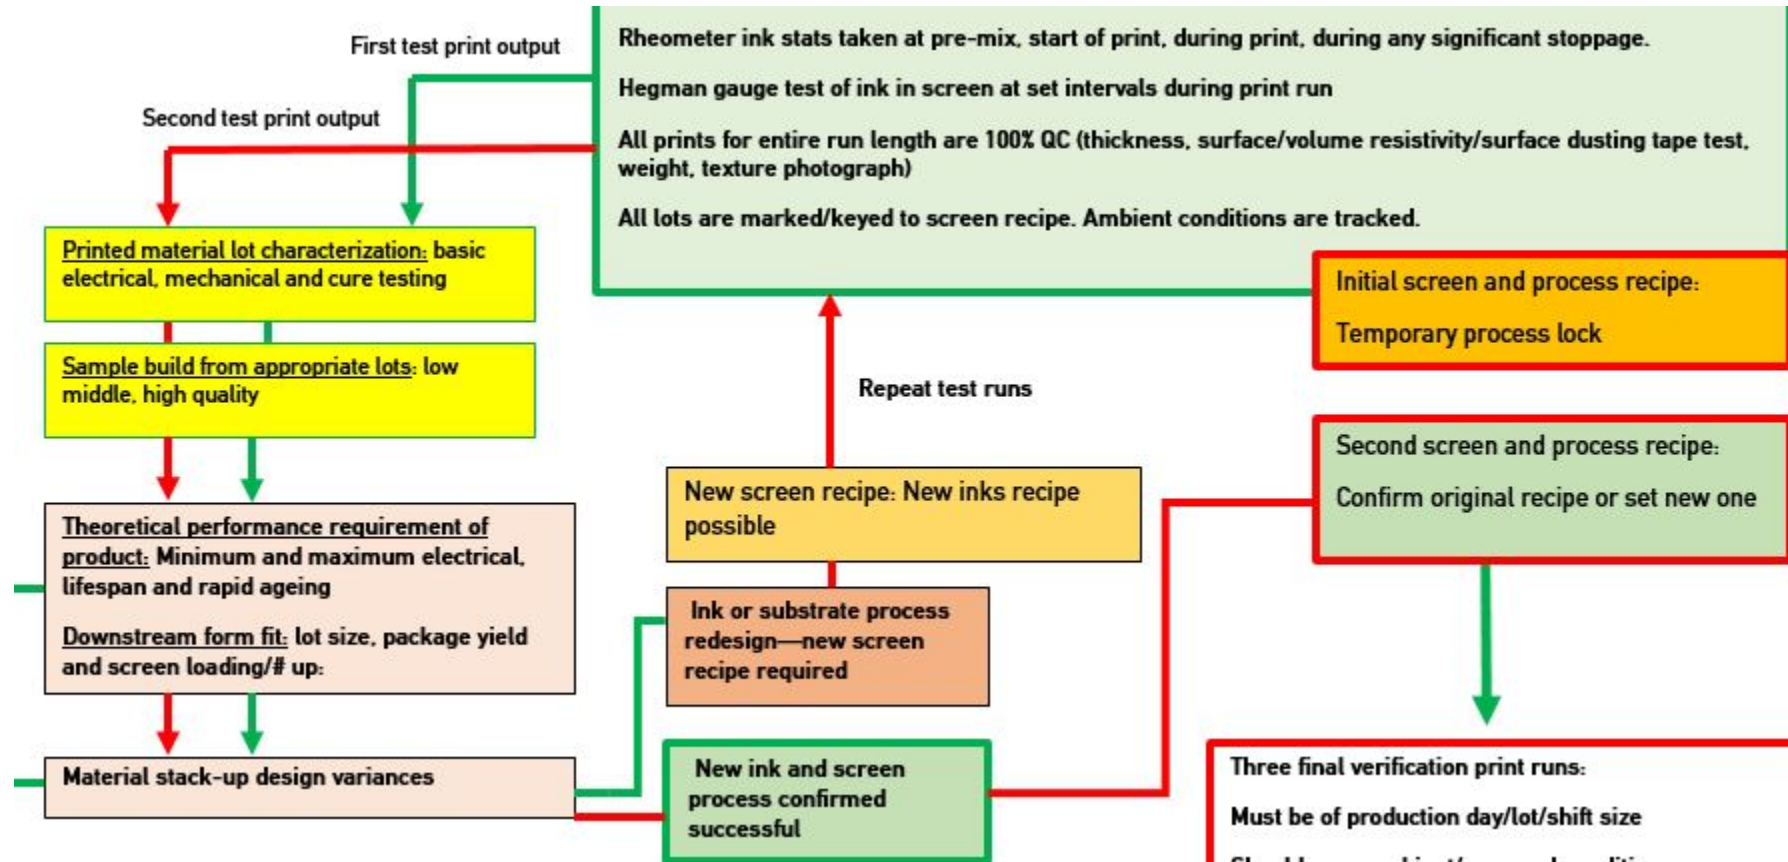 First test print output
Second test print output
Rheometer ink stats taken at pre-mix, start of print, during print, during any significant stoppage.
Hegman gauge test of ink in screen at set intervals during print run
All prints for entire run length are 100% QC (thickness, surface/volume resistivity/surface dusting tape test,
weight, texture photograph)
All lots are marked/keyed to screen recipe. Ambient conditions are tracked.
Printed material lot characterization: basic
electrical, mechanical and cure testing
Initial screen and process recipe:
Temporary process lock
Sample build from appropriate lots: low
middle, high quality
Repeat test runs
Second screen and process recipe:
Confirm original recipe or set new one
New screen recipe: New inks recipe
possible
Theoretical performance requirement of
product: Minimum and maximum electrical,
lifespan and rapid ageing
Downstream form fit: lot size, package yield
and screen loading/# up:
Ink or substrate process
redesign—new screen
recipe required
Material stack-up design variances
New ink and screen
process confirmed
successful
Three final verification print runs:
Must be of production day/lot/shift size